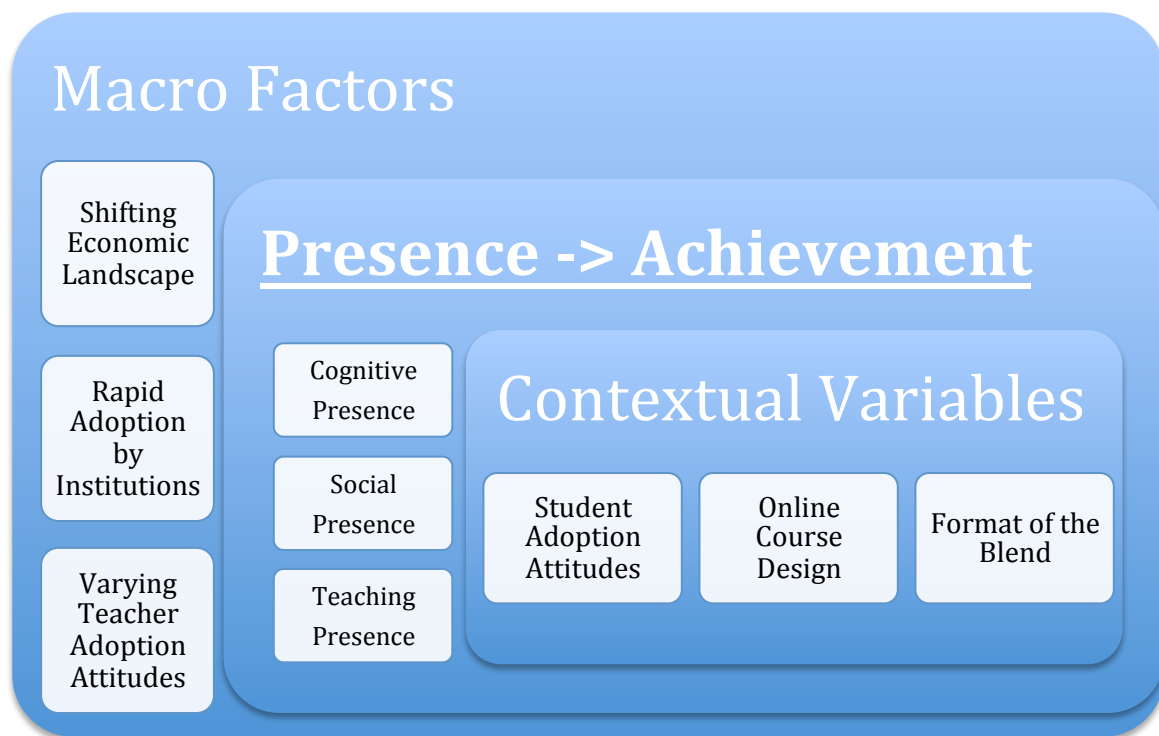 Macro Factors
Shifting
Economic
Landscape
Rapid
Adoption
by
Institutions
Varying
Teacher
Adoption
Attitudes
Presence -> Achievement
Cognitive
Presence
Social
Presence
Teaching
Presence
Contextual Variables
Student
Adoption
Attitudes
Online
Course
Design
Format of the
Blend